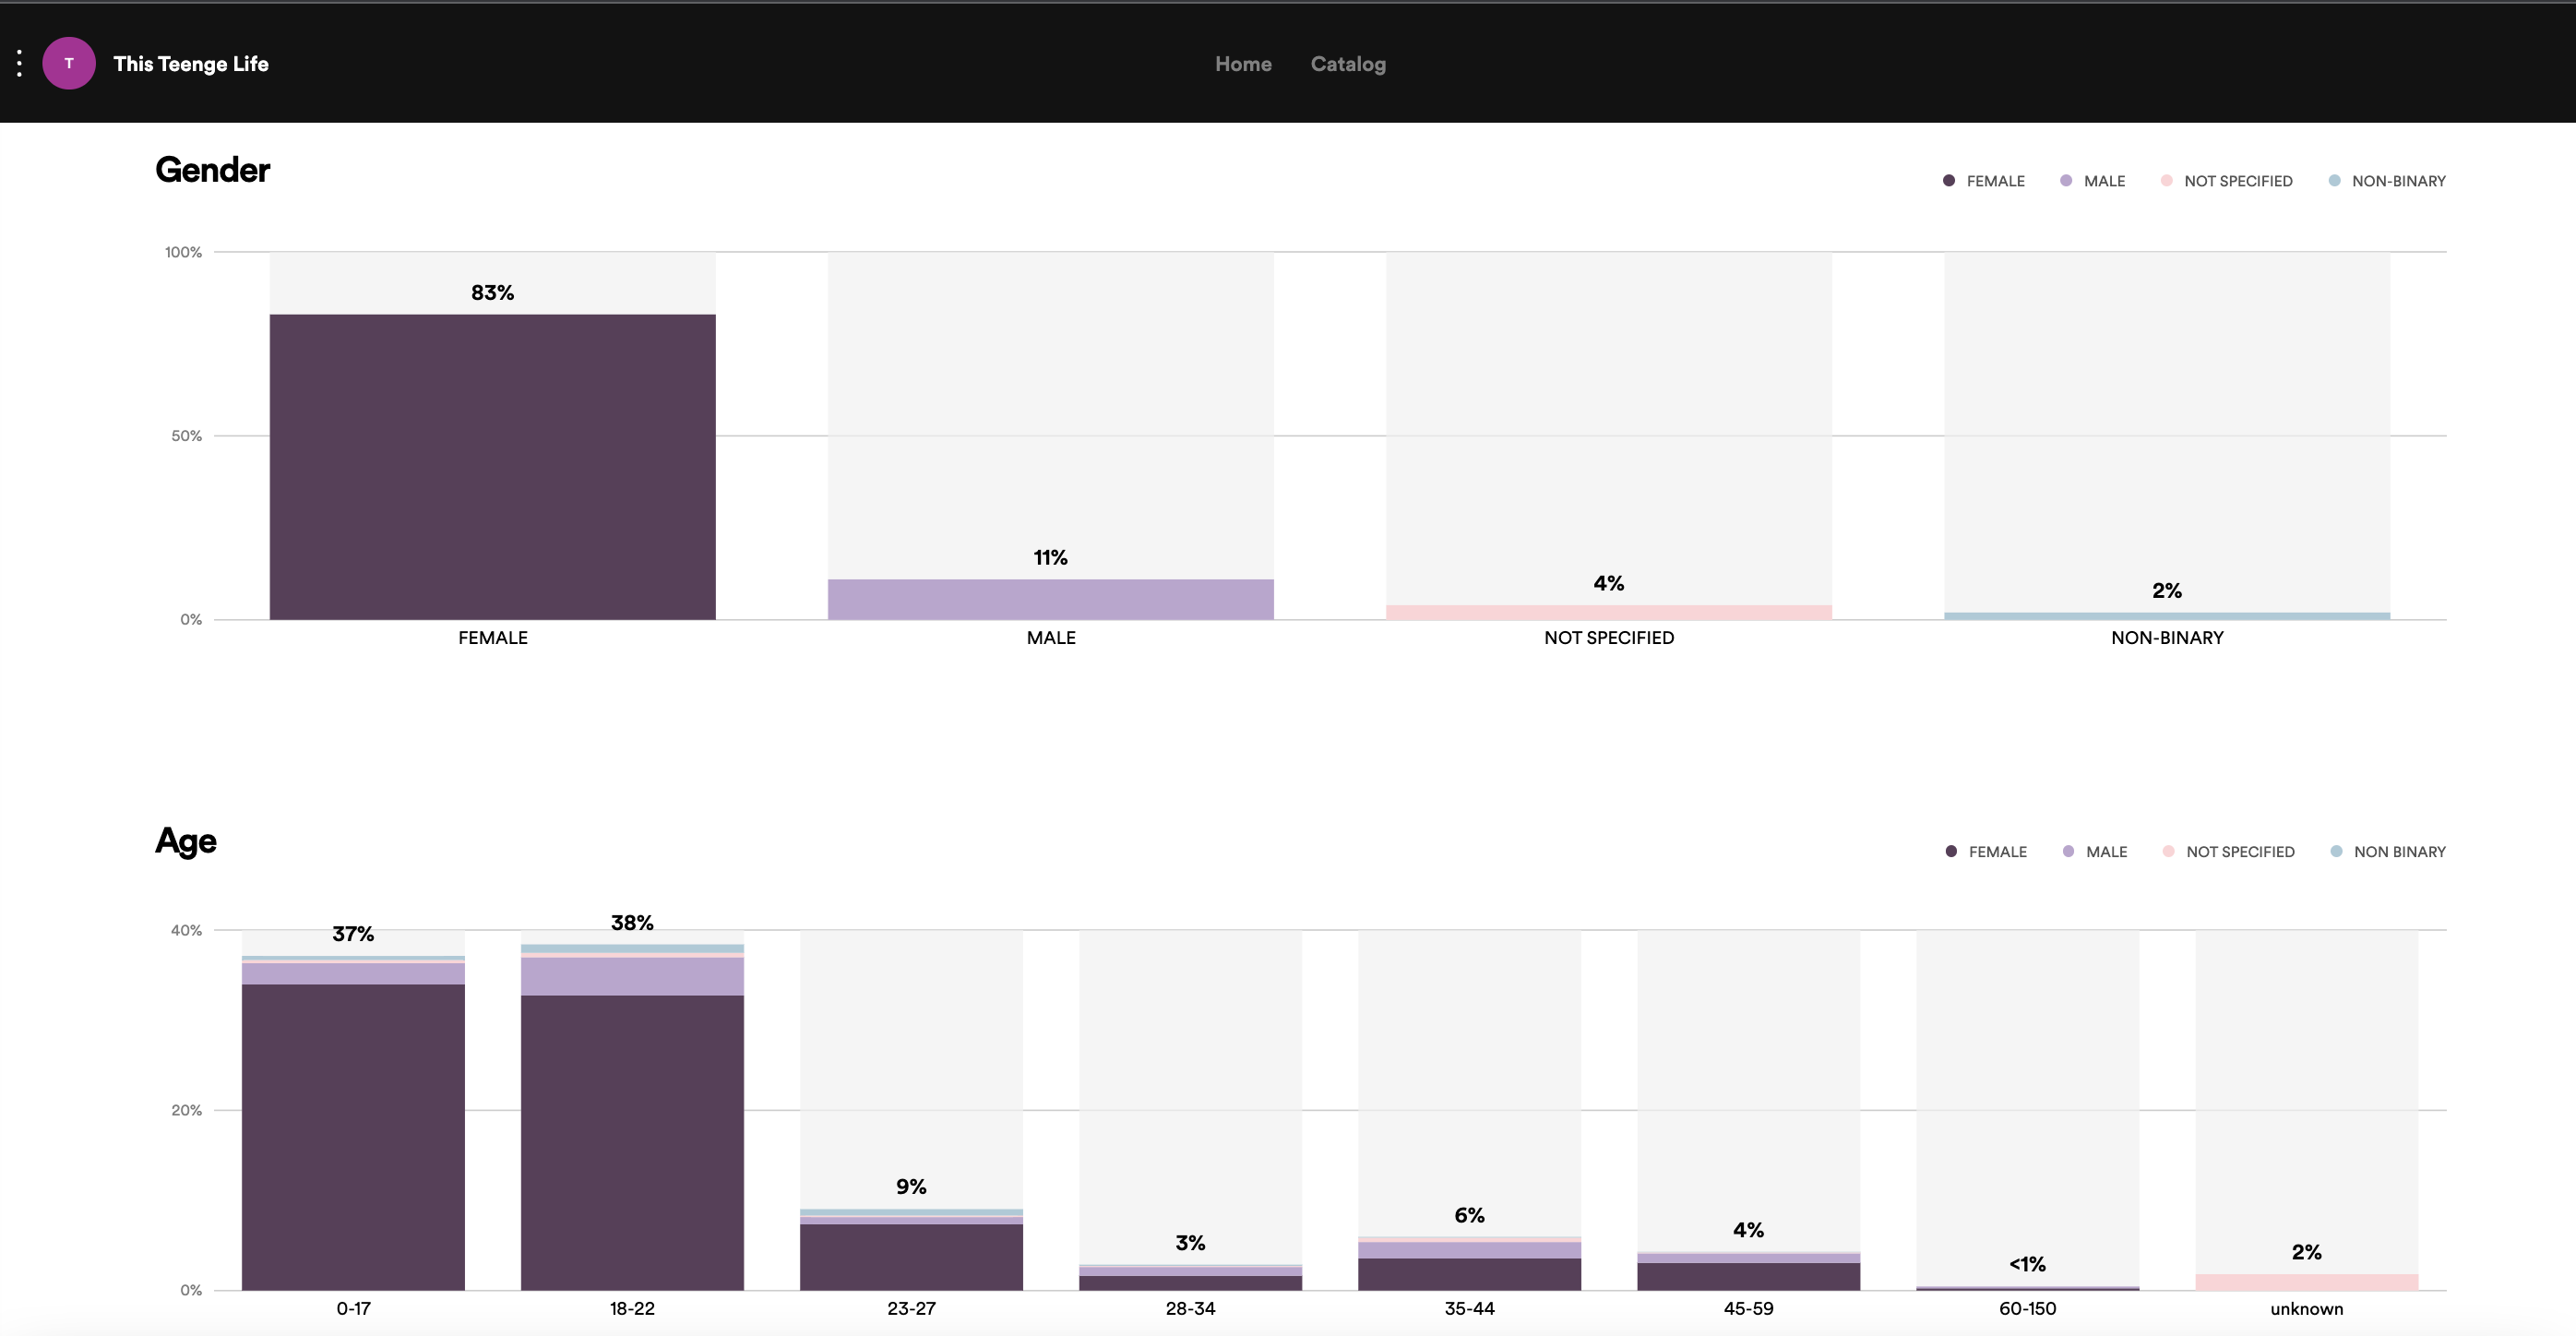 T This Teenge Life Home Catalog
Gender
FEMALE MALE NOT SPECIFIED NON-BINARY
100%
83%
50%
11%
4%
2%
0%
FEMALE MALE NOT SPECIFIED NON-BINARY
Age
FEMALE MALE NOT SPECIFIED NON BINARY
38%
40%
37%
20%
9%
6%
4%
3%
2%
<1%
0%
0-17 18-22 23-27 28-34 35-44 45-59 60-150 unknown